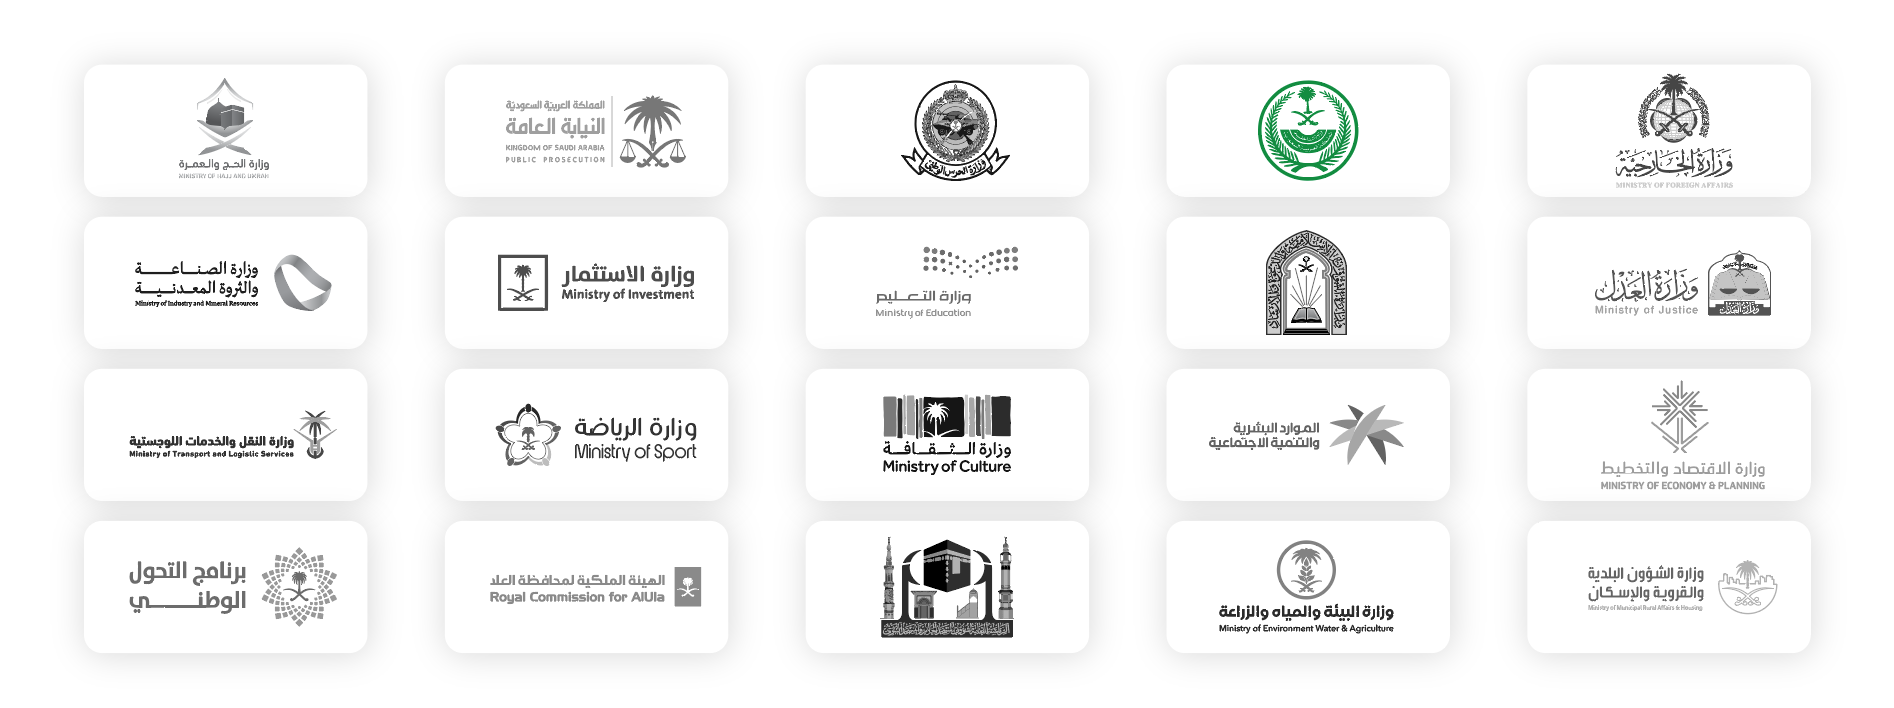 وزارة الحج والعمرة
MINISTRY OF HAJJ AND UMRAH
المملكة العربية السعودية
النيابة العامة
KINGDOM OF SAUDI ARABIA
PUBLIC PROSECUTION
وزارة الحرس الوطني
وزارة الخارجية
MINISTRY OF FOREIGN AFFAIRS
وزارة الصناعة
والثروة المعدنية
Ministry of Industry and Mineral Resources
وزارة الاستثمار
Ministry of Investment
وزارة التعليم
Ministry of Education
وزارة العدل
Ministry of Justice
وزارة العدل
وزارة النقل والخدمات اللوجستية
Ministry of Transport and Logistic Services
وزارة الرياضة
Ministry of Sport
وزارة الثقافة
Ministry of Culture
الموارد البشرية
والتنمية الاجتماعية
وزارة الاقتصاد والتخطيط
MINISTRY OF ECONOMY & PLANNING
برنامج التحول
الوطني
الهيئة الملكية لمحافظة العلا
Royal Commission for AlUla
وزارة البيئة والمياه والزراعة
Ministry of Environment Water & Agriculture
وزارة الشؤون البلدية
والقروية والإسكان
Ministry of Municipal Rural Affairs & Housing